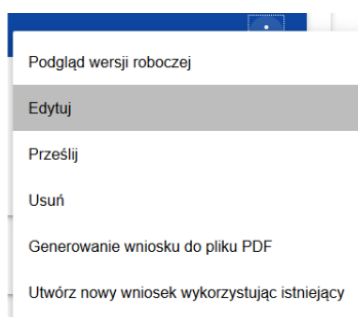 Podgląd wersji roboczej
Edytuj
Prześlij
Usuń
Generowanie wniosku do pliku PDF
Utwórz nowy wniosek wykorzystując istniejący